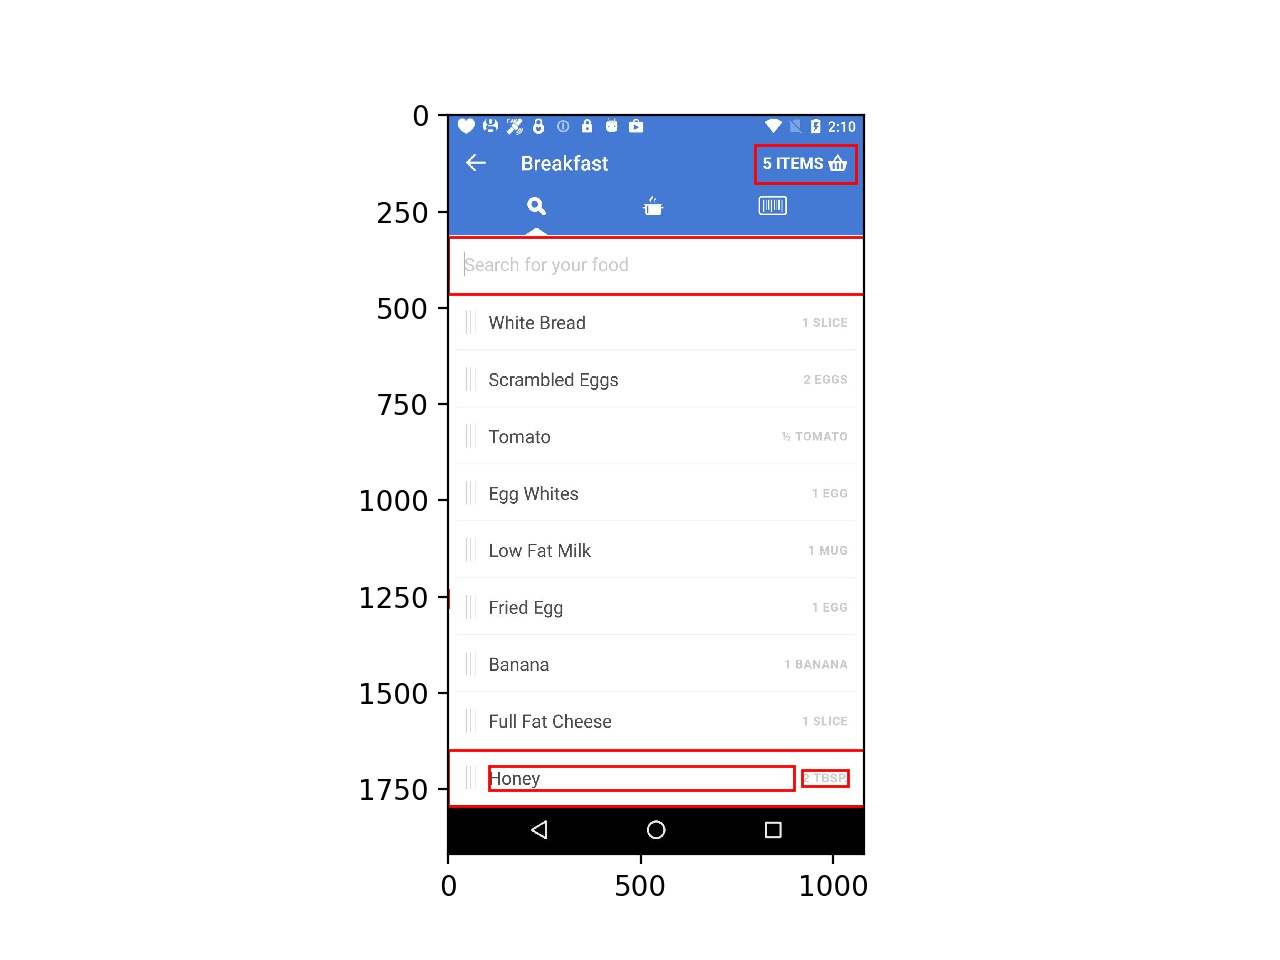 0
250
500
750
1000
1250
1500
1750
2:10
Breakfast
5 ITEMS
Search for your food
White Bread 1 SLICE
Scrambled Eggs 2 EGGS
Tomato ½ TOMATO
Egg Whites 1 EGG
Low Fat Milk 1 MUG
Fried Egg 1 EGG
Banana 1 BANANA
Full Fat Cheese 1 SLICE
Honey 2 TBSP.
0 500 1000